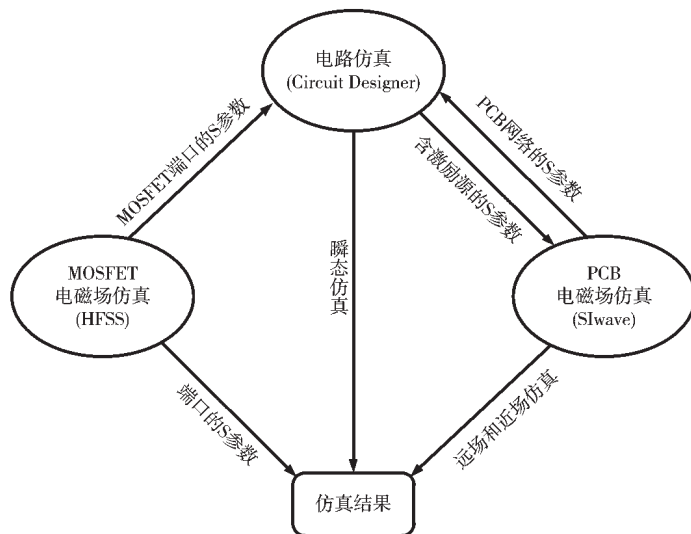 电路仿真
(Circuit Designer)
MOSFET端口的S参数
PCB网络的S参数
含激励源的S参数
瞬态仿真
MOSFET
电磁场仿真
(HFSS)
PCB
电磁场仿真
(SIwave)
端口的S参数
远场和近场仿真
仿真结果